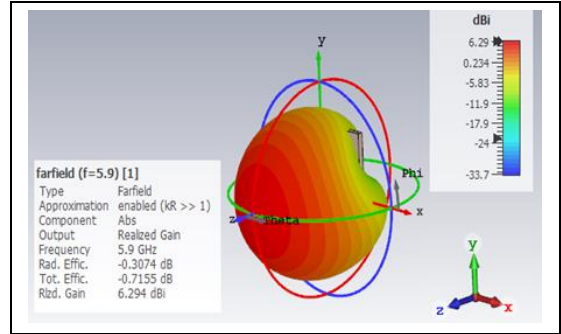 dBi
6.29
0.234
-5.83
-11.9
-17.9
-24
-33.7
y
Phi
z
Theta
x
farfield (f=5.9) [1]
Type Farfield
Approximation enabled (kR >> 1)
Component Abs
Output Realized Gain
Frequency 5.9 GHz
Rad. Effic. -0.3074 dB
Tot. Effic. -0.7155 dB
Rlzd. Gain 6.294 dBi
y
z
x